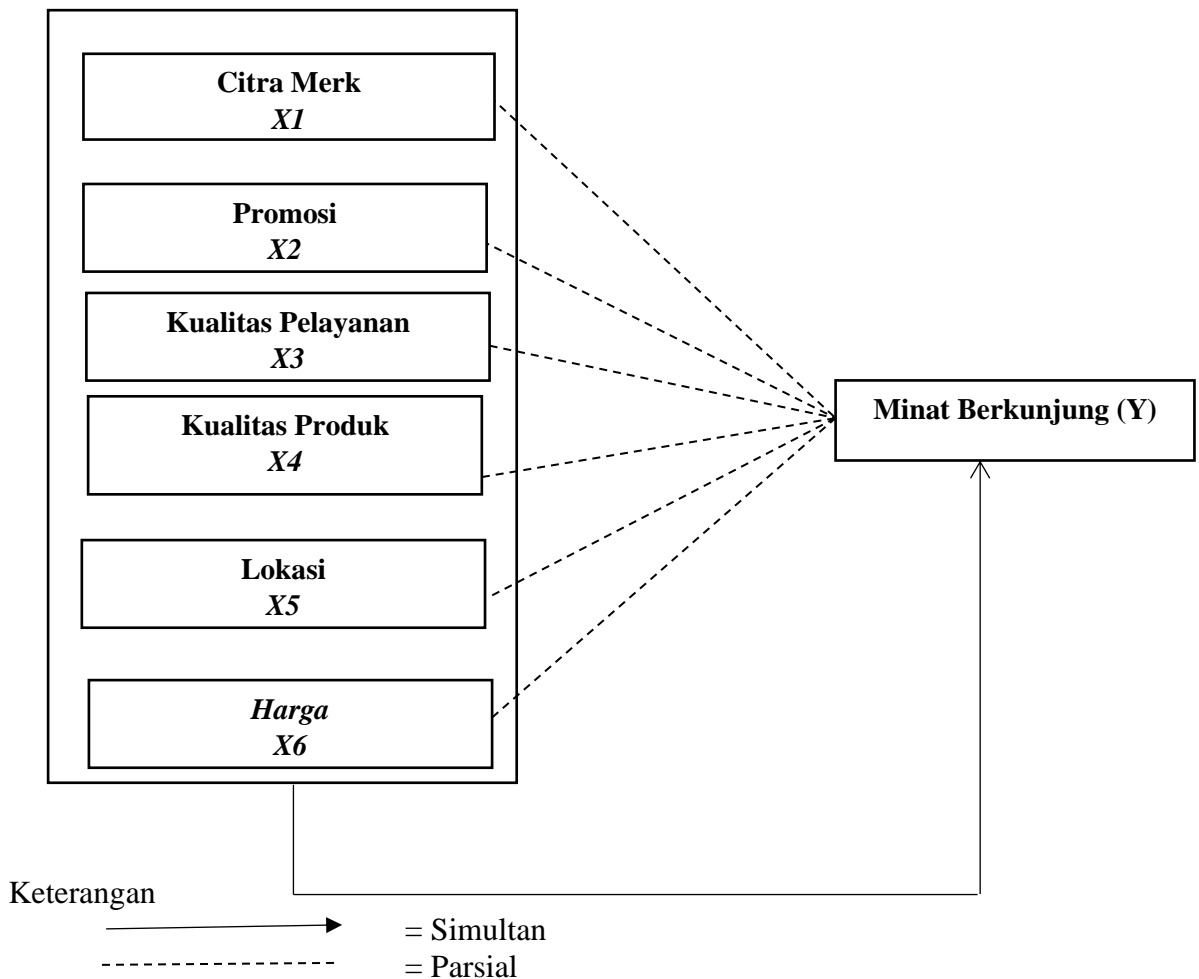 Citra Merk
X1
Promosi
X2
Kualitas Pelayanan
X3
Kualitas Produk
X4
Lokasi
X5
Harga
X6
Minat Berkunjung (Y)
Keterangan
= Simultan
= Parsial